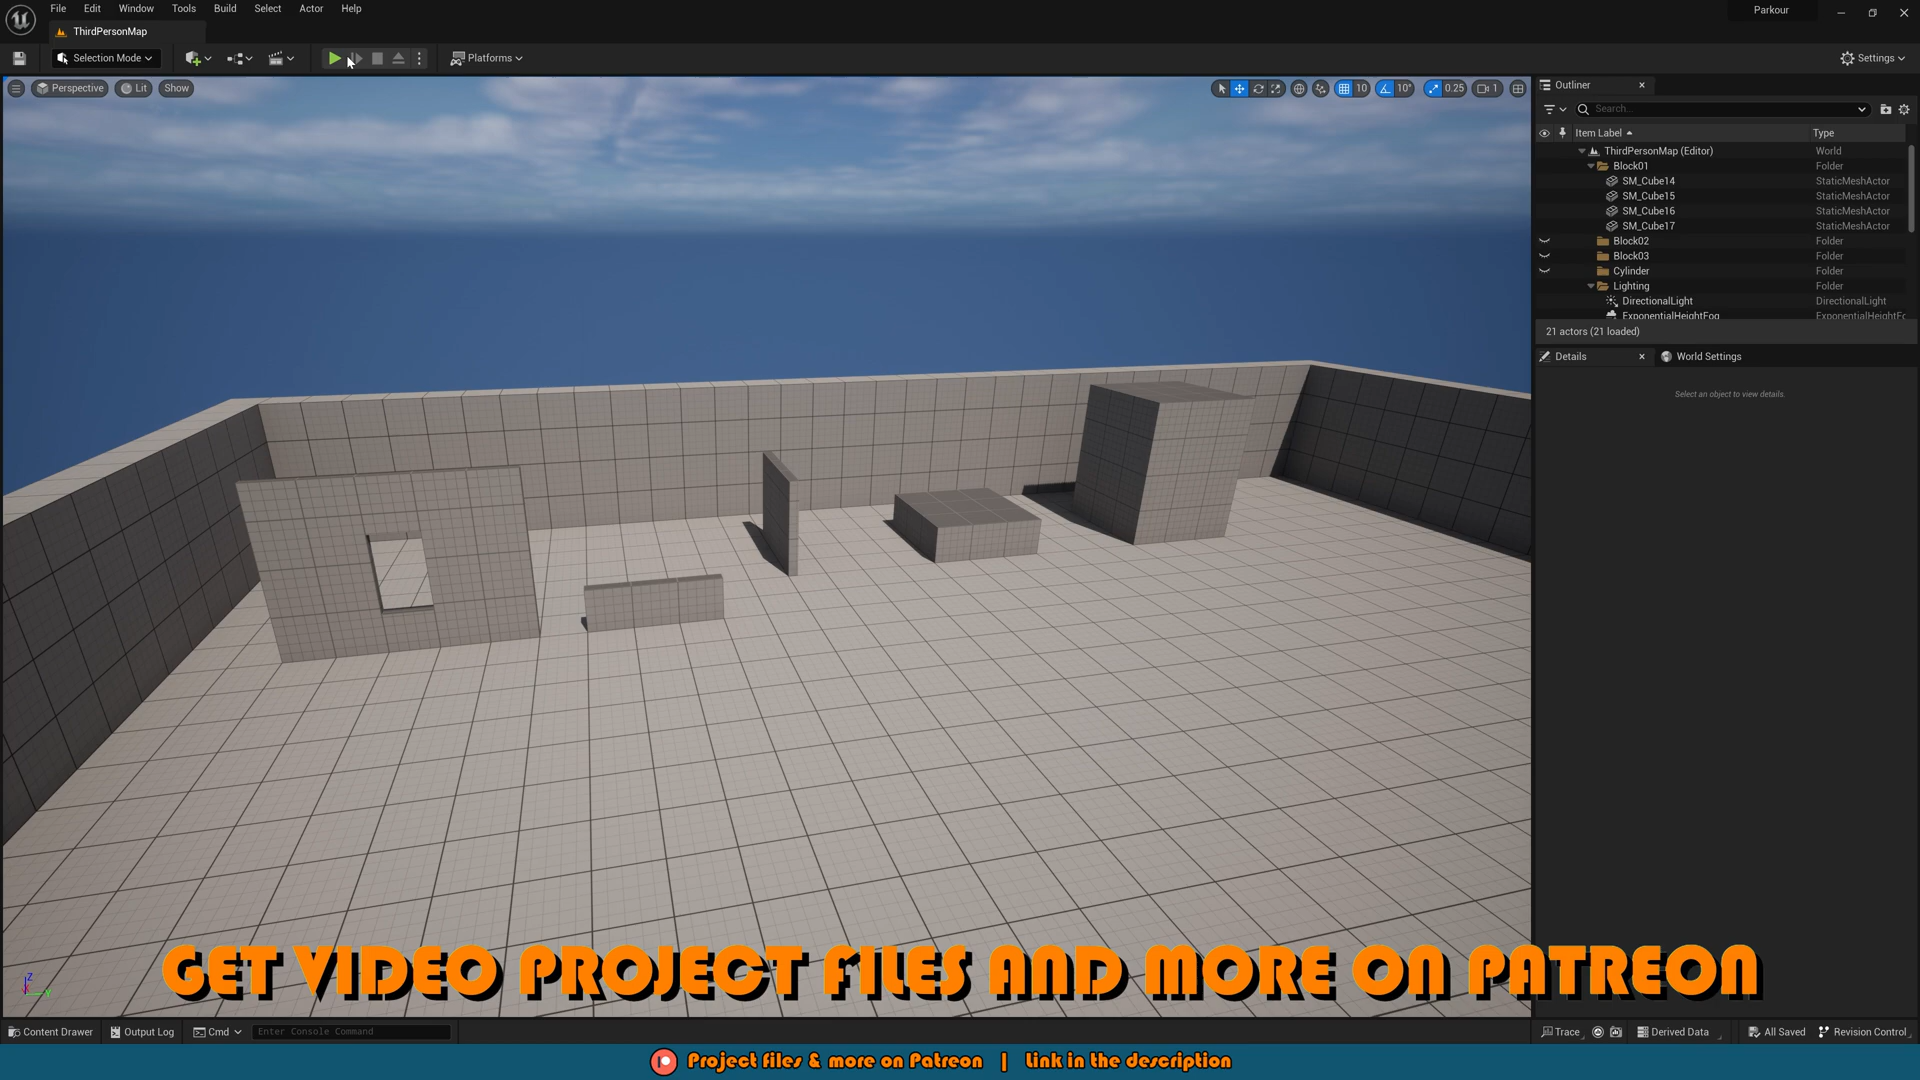 File Edit Window Tools Build Select Actor Help
Parkour
ThirdPersonMap
Selection Mode
Platforms
Settings
Perspective Lit Show
10 10° 0.25 1
Outliner
Search...
Item Label Type
ThirdPersonMap (Editor) World
Block01 Folder
SM_Cube14 StaticMeshActor
SM_Cube15 StaticMeshActor
SM_Cube16 StaticMeshActor
SM_Cube17 StaticMeshActor
Block02 Folder
Block03 Folder
Cylinder Folder
Lighting Folder
DirectionalLight DirectionalLight
ExponentialHeightFog ExponentialHeightFo
21 actors (21 loaded)
Details World Settings
Select an object to view details.
Z
Y
GET VIDEO PROJECT FILES AND MORE ON PATREON
Content Drawer Output Log Cmd Enter Console Command
Trace Derived Data All Saved Revision Control
Project files & more on Patreon | Link in the description